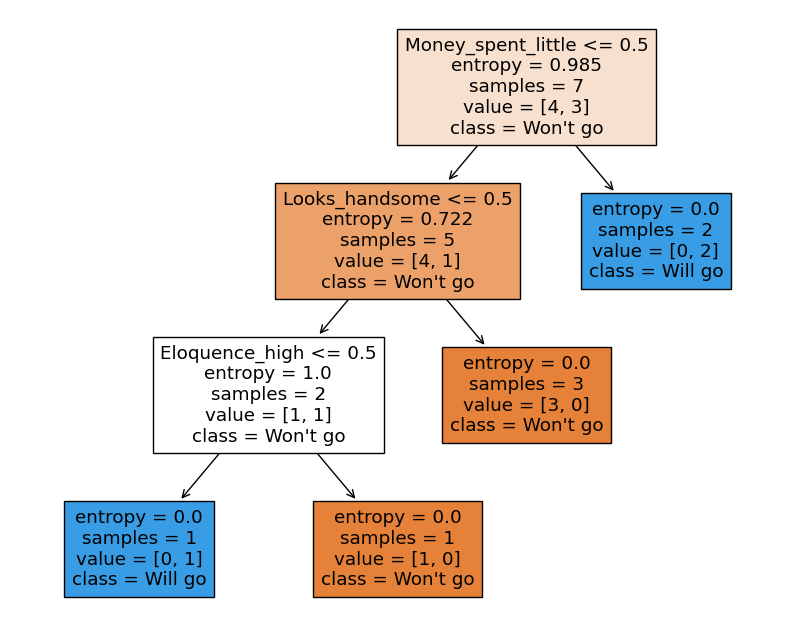 Money_spent_little <= 0.5
entropy = 0.985
samples = 7
value = [4, 3]
class = Won't go
Looks_handsome <= 0.5
entropy = 0.722
samples = 5
value = [4, 1]
class = Won't go
entropy = 0.0
samples = 2
value = [0, 2]
class = Will go
Eloquence_high <= 0.5
entropy = 1.0
samples = 2
value = [1, 1]
class = Won't go
entropy = 0.0
samples = 3
value = [3, 0]
class = Won't go
entropy = 0.0
samples = 1
value = [0, 1]
class = Will go
entropy = 0.0
samples = 1
value = [1, 0]
class = Won't go